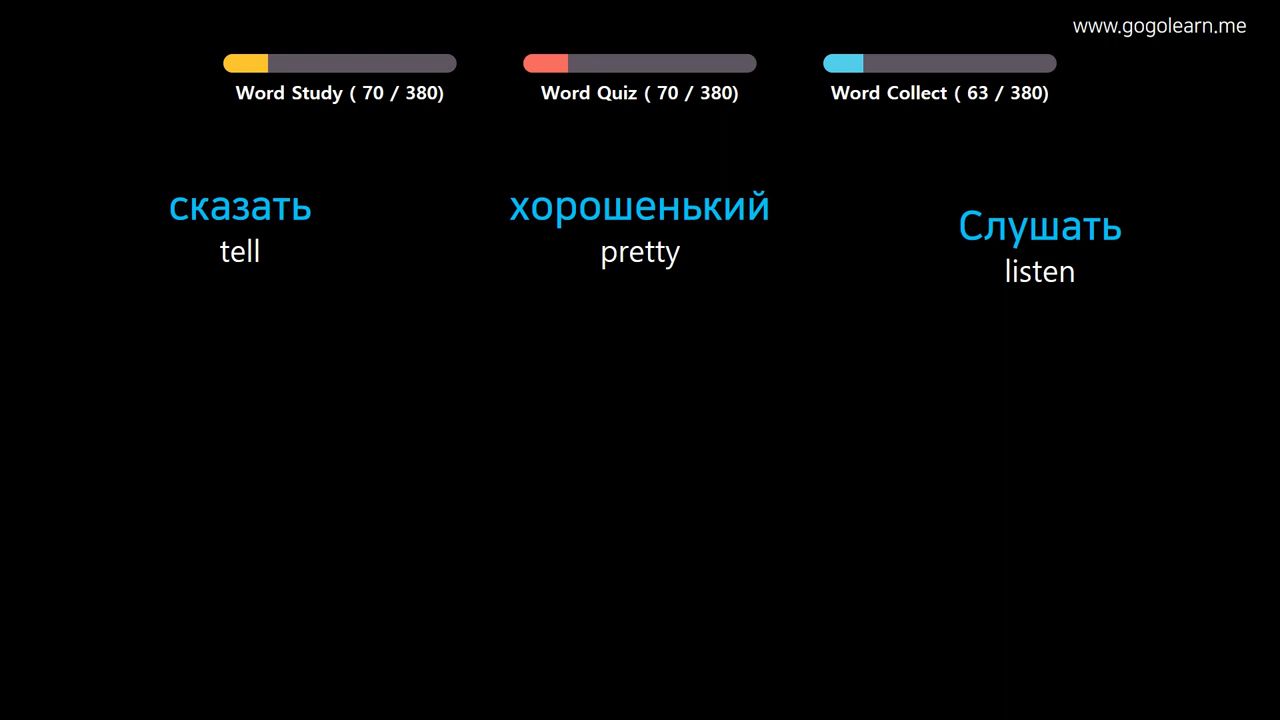 www.gogolearn.me
Word Study ( 70 / 380)
Word Quiz ( 70 / 380)
Word Collect ( 63 / 380)
сказать
tell
хорошенький
pretty
Слушать
listen